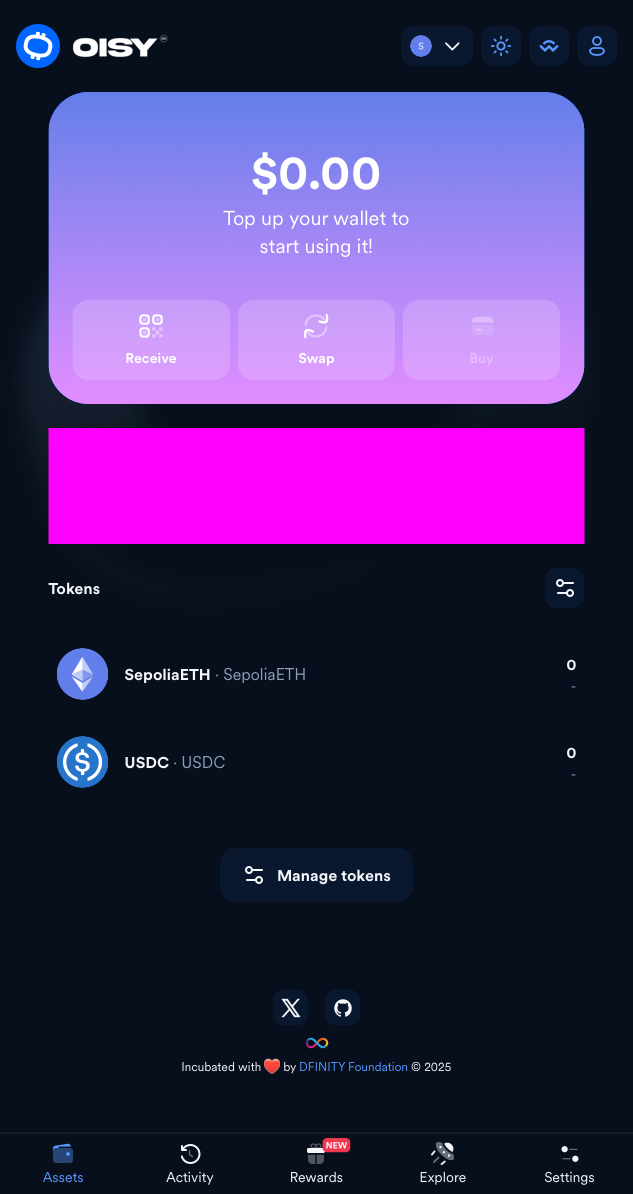 OISY
S
$0.00
Top up your wallet to
start using it!
Receive
Swap
Buy
Tokens
SepoliaETH · SepoliaETH
0
-
USDC · USDC
0
-
Manage tokens
Incubated with ❤️ by DFINITY Foundation © 2025
NEW
Assets
Activity
Rewards
Explore
Settings